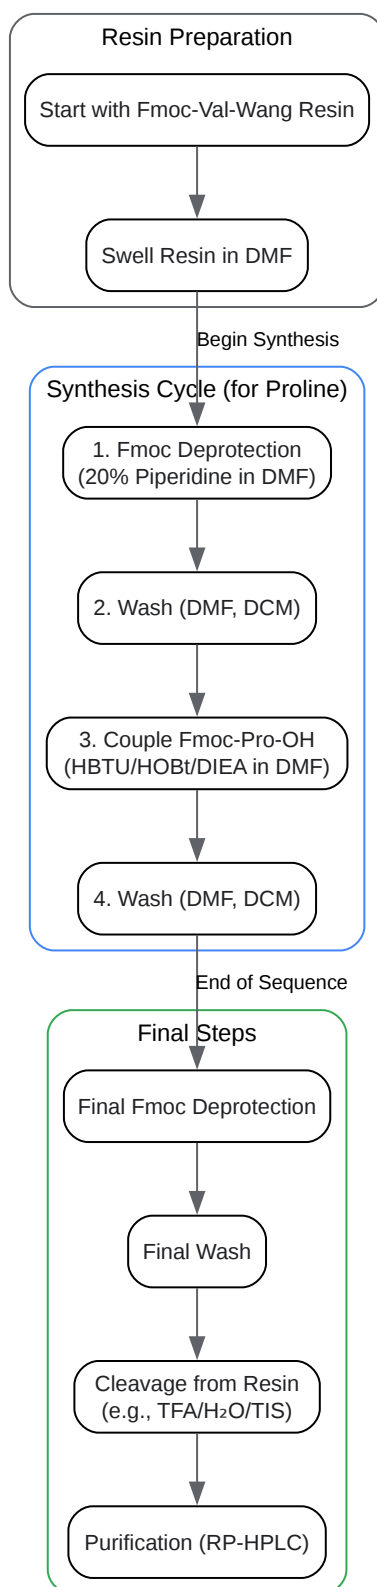 Resin Preparation
Start with Fmoc-Val-Wang Resin
Swell Resin in DMF
Begin Synthesis
Synthesis Cycle (for Proline)
1. Fmoc Deprotection
(20% Piperidine in DMF)
2. Wash (DMF, DCM)
3. Couple Fmoc-Pro-OH
(HBTU/HOBt/DIEA in DMF)
4. Wash (DMF, DCM)
End of Sequence
Final Steps
Final Fmoc Deprotection
Final Wash
Cleavage from Resin
(e.g., TFA/H₂O/TIS)
Purification (RP-HPLC)